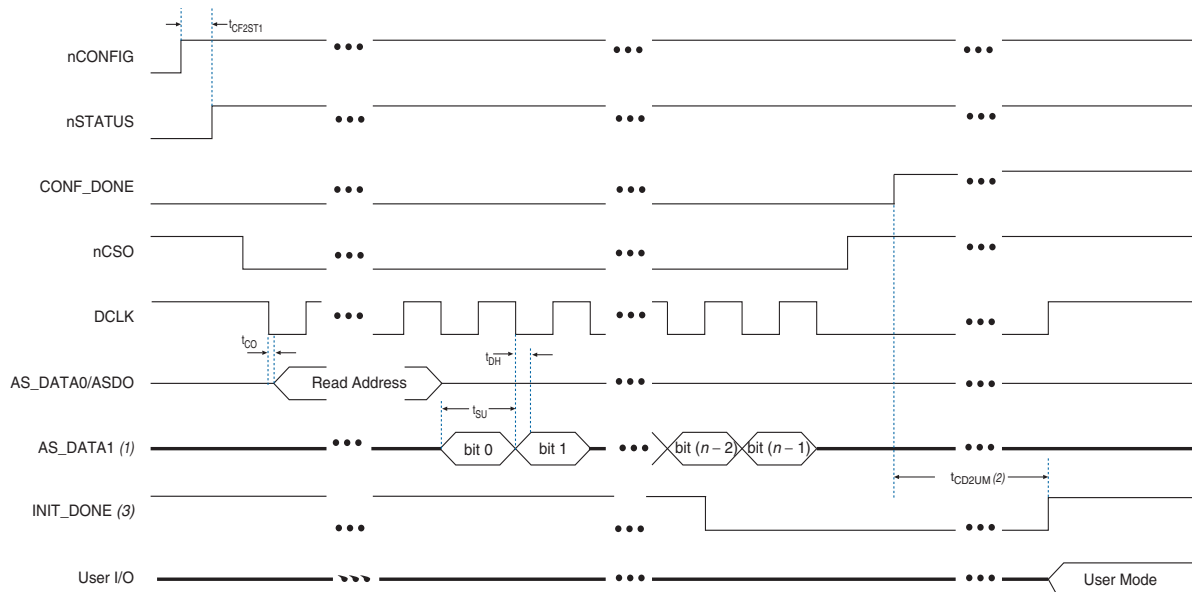 tCF2ST1
nCONFIG
nSTATUS
CONF_DONE
nCSO
DCLK
tCO
tDH
AS_DATA0/ASDO
Read Address
tSU
AS_DATA1 (1)
bit 0
bit 1
bit (n – 2)
bit (n – 1)
tCD2UM (2)
INIT_DONE (3)
User I/O
User Mode